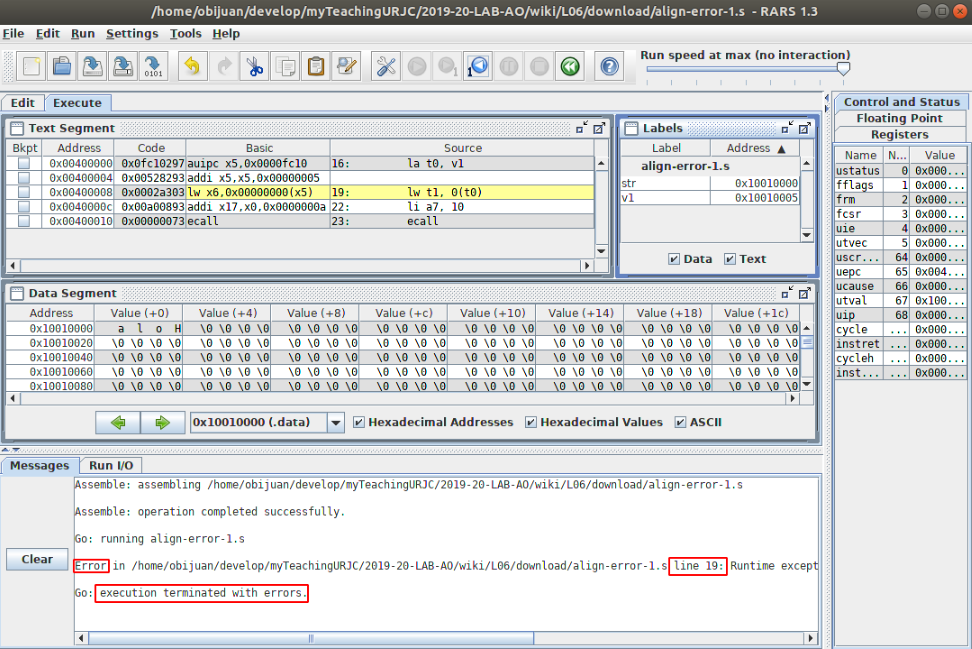 /home/obijuan/develop/myTeachingURJC/2019-20-LAB-AO/wiki/L06/download/align-error-1.s - RARS 1.3
File Edit Run Settings Tools Help
Run speed at max (no interaction)
Edit Execute
Text Segment
Bkpt Address Code Basic Source
0x00400000 0x0fc10297 auipc x5,0x0000fc10 16: la t0, v1
0x00400004 0x00528293 addi x5,x5,0x00000005
0x00400008 0x0002a303 lw x6,0x00000000(x5) 19: lw t1, 0(t0)
0x0040000c 0x00a00893 addi x17,x0,0x0000000a 22: li a7, 10
0x00400010 0x00000073 ecall 23: ecall
Labels
Label Address ▲
align-error-1.s
str 0x10010000
v1 0x10010005
Data Text
Data Segment
Address Value (+0) Value (+4) Value (+8) Value (+c) Value (+10) Value (+14) Value (+18) Value (+1c)
0x10010000 a l o H \0 \0 \0 \0 \0 \0 \0 \0 \0 \0 \0 \0 \0 \0 \0 \0 \0 \0 \0 \0 \0 \0 \0 \0 \0 \0 \0 \0
0x10010020 \0 \0 \0 \0 \0 \0 \0 \0 \0 \0 \0 \0 \0 \0 \0 \0 \0 \0 \0 \0 \0 \0 \0 \0 \0 \0 \0 \0 \0 \0 \0 \0
0x10010040 \0 \0 \0 \0 \0 \0 \0 \0 \0 \0 \0 \0 \0 \0 \0 \0 \0 \0 \0 \0 \0 \0 \0 \0 \0 \0 \0 \0 \0 \0 \0 \0
0x10010060 \0 \0 \0 \0 \0 \0 \0 \0 \0 \0 \0 \0 \0 \0 \0 \0 \0 \0 \0 \0 \0 \0 \0 \0 \0 \0 \0 \0 \0 \0 \0 \0
0x10010080 \0 \0 \0 \0 \0 \0 \0 \0 \0 \0 \0 \0 \0 \0 \0 \0 \0 \0 \0 \0 \0 \0 \0 \0 \0 \0 \0 \0 \0 \0 \0 \0
0x10010000 (.data) Hexadecimal Addresses Hexadecimal Values ASCII
Messages Run I/O
Clear
Assemble: assembling /home/obijuan/develop/myTeachingURJC/2019-20-LAB-AO/wiki/L06/download/align-error-1.s
Assemble: operation completed successfully.
Go: running align-error-1.s
Error in /home/obijuan/develop/myTeachingURJC/2019-20-LAB-AO/wiki/L06/download/align-error-1.s line 19: Runtime except
Go: execution terminated with errors.
Control and Status
Floating Point
Registers
Name N... Value
ustatus 0 0x000...
fflags 1 0x000...
frm 2 0x000...
fcsr 3 0x000...
uie 4 0x000...
utvec 5 0x000...
uscr... 64 0x000...
uepc 65 0x004...
ucause 66 0x000...
utval 67 0x100...
uip 68 0x000...
cycle ... 0x000...
instret ... 0x000...
cycleh ... 0x000...
inst... ... 0x000...